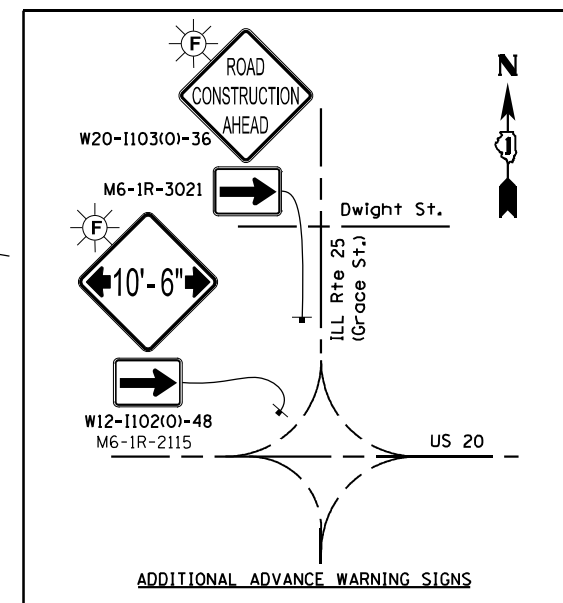 F
ROAD
CONSTRUCTION
AHEAD
W20-I103(O)-36
M6-1R-3021
N
Dwight St.
ILL Rte 25
(Grace St.)
F
10'-6"
W12-I102(O)-48
M6-1R-2115
US 20
ADDITIONAL ADVANCE WARNING SIGNS